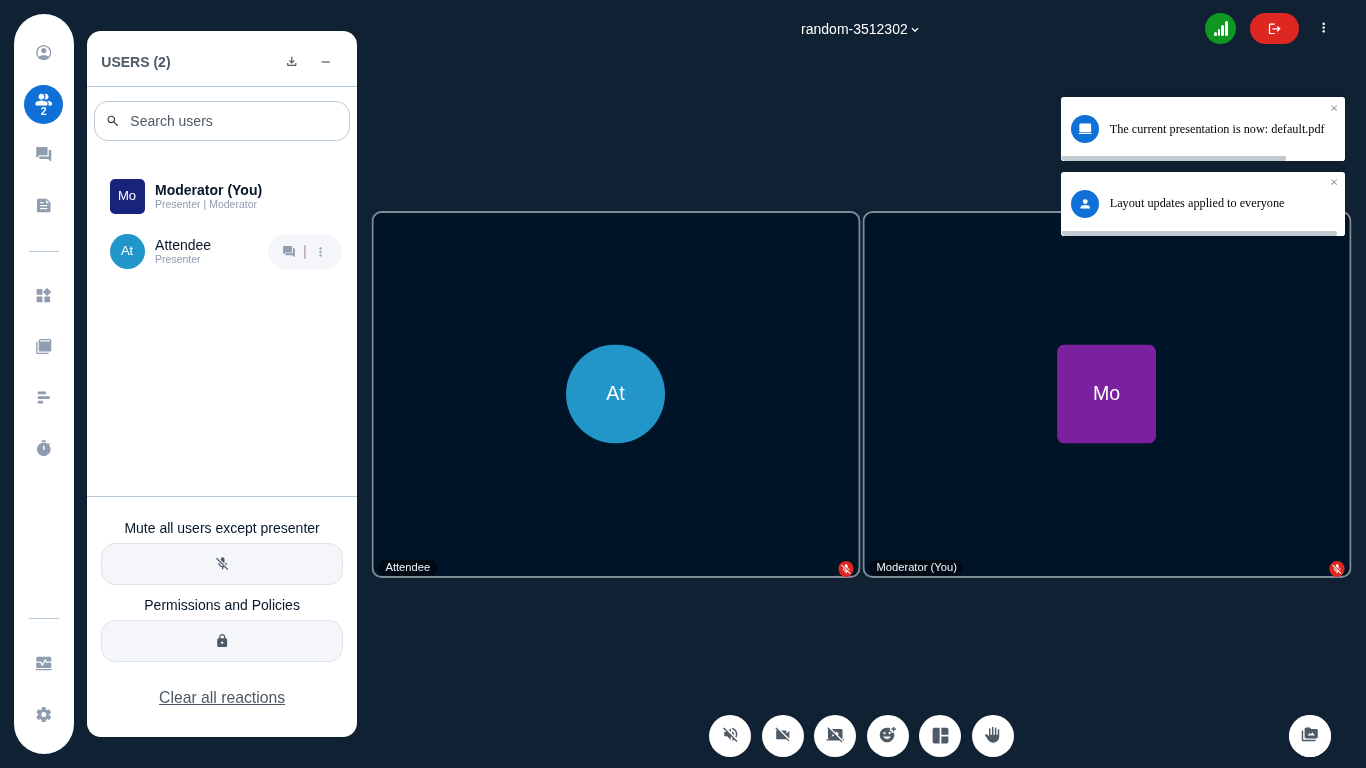 2
USERS (2)
Search users
Mo
Moderator (You)
Presenter | Moderator
At
Attendee
Presenter
Mute all users except presenter
Permissions and Policies
Clear all reactions
random-3512302
The current presentation is now: default.pdf
Layout updates applied to everyone
At
Mo
Attendee
Moderator (You)